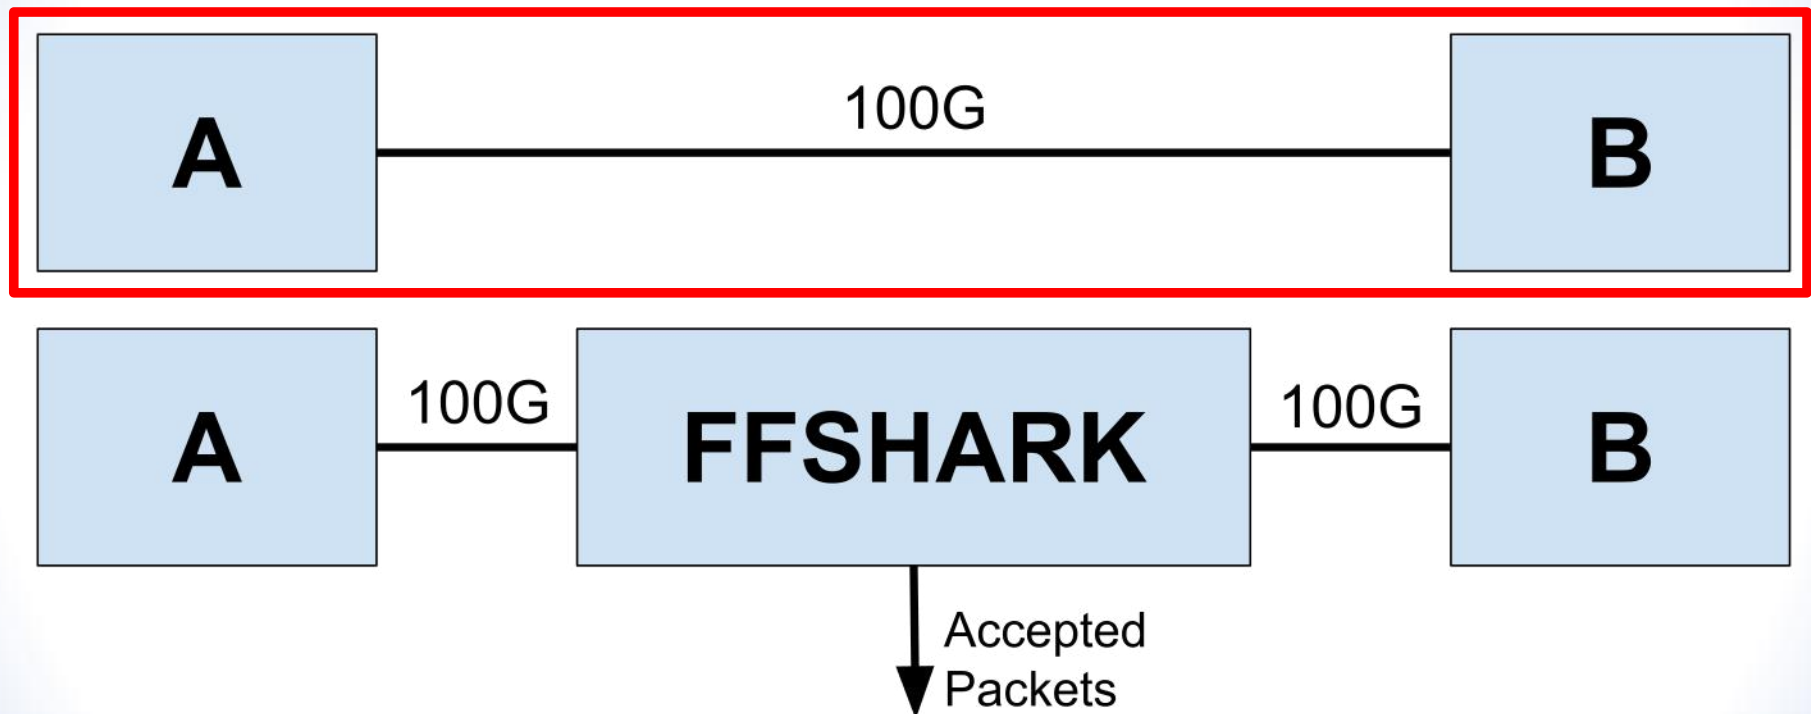 A
100G
B
A
100G
FFSHARK
100G
B
Accepted
Packets